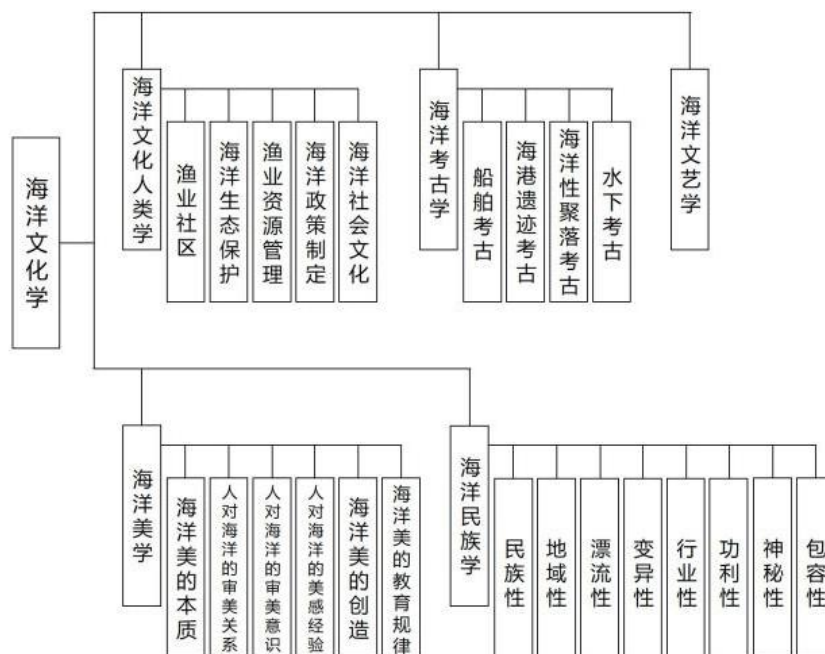 海洋文化学
海洋文化人类学
渔业社区
海洋生态保护
渔业资源管理
海洋政策制定
海洋社会文化
海洋考古学
船舶考古
海港遗迹考古
海洋性聚落考古
水下考古
海洋文艺学
海洋美学
海洋美的本质
人对海洋的审美关系
人对海洋的审美意识
人对海洋的美感经验
海洋美的创造
海洋美的教育规律
海洋民族学
民族性
地域性
漂流性
变异性
行业性
功利性
神秘性
包容性